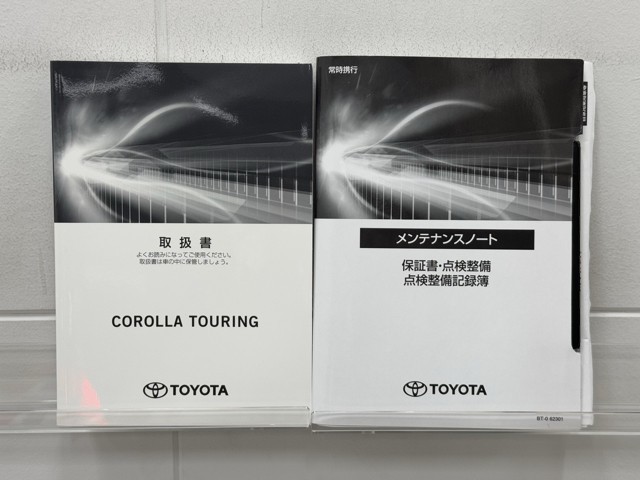 取扱書
よくお読みになってご使用ください。
取扱書は車の中に保管しましょう。
COROLLA TOURING
TOYOTA
常時携行
メンテナンスノート
保証書・点検整備
点検整備記録簿
TOYOTA